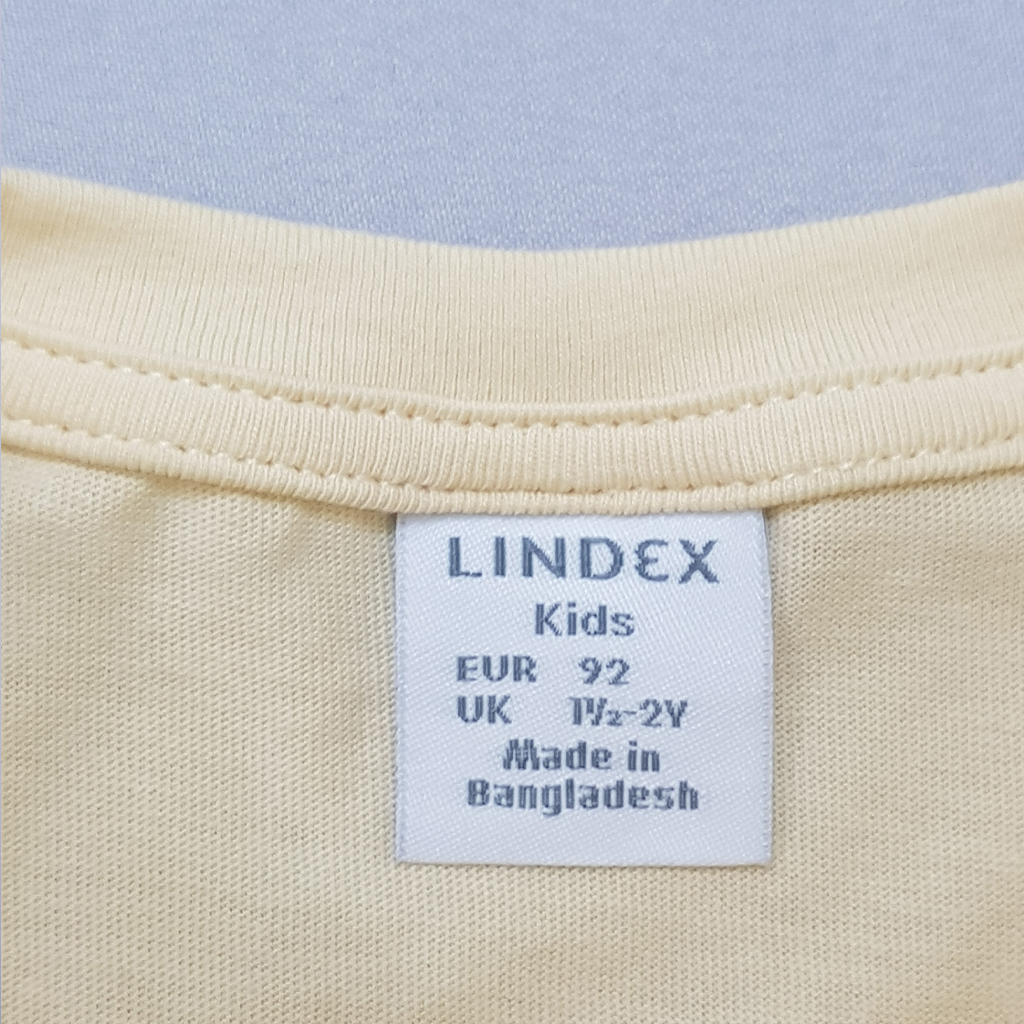 LINDEX
Kids
EUR 92
UK 1½-2Y
Made in
Bangladesh